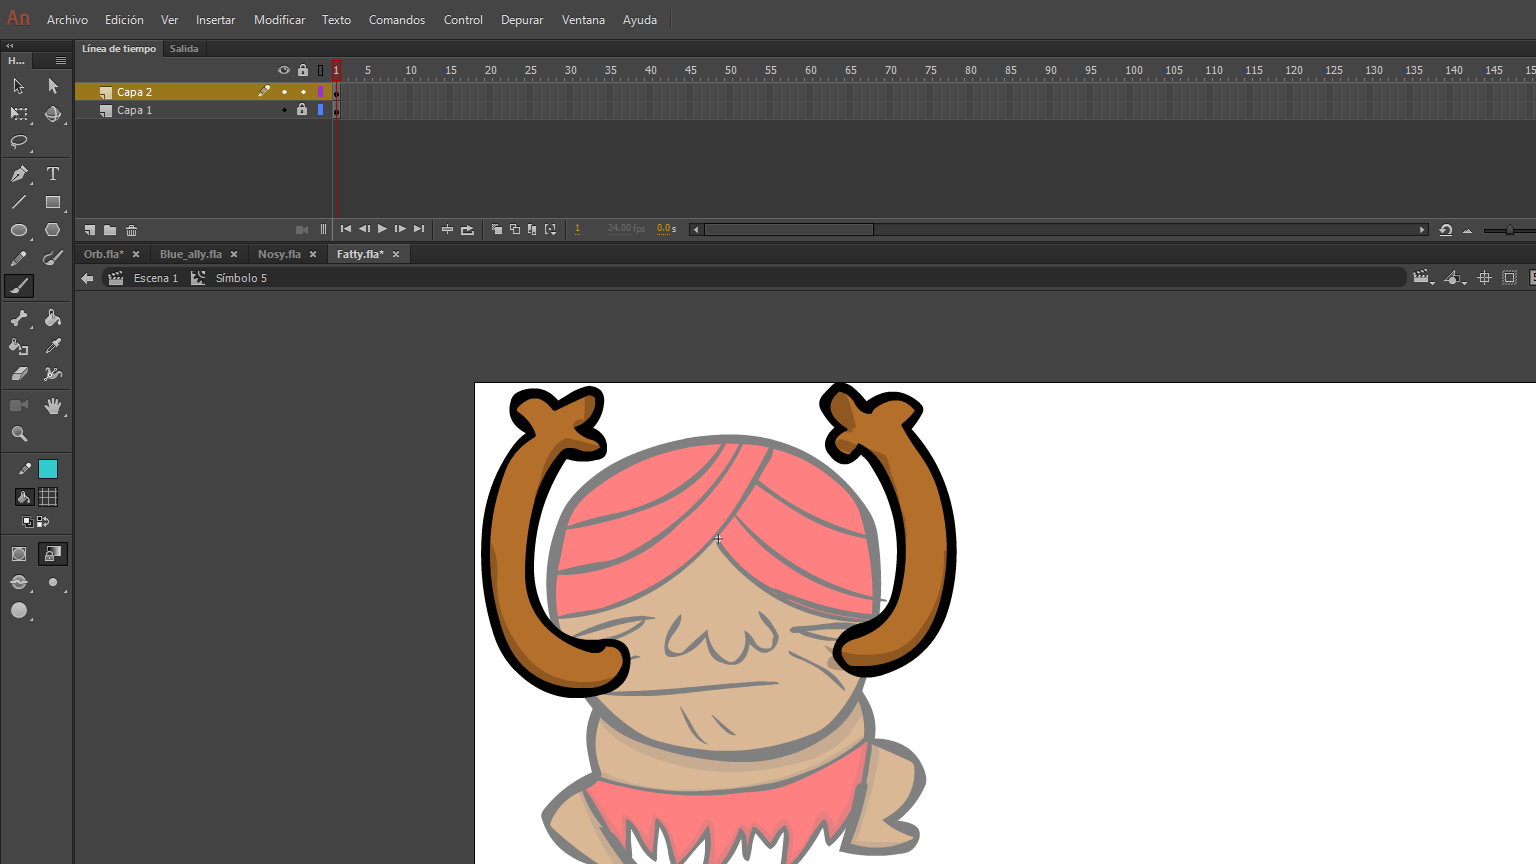 An Archivo Edición Ver Insertar Modificar Texto Comandos Control Depurar Ventana Ayuda
H... Línea de tiempo Salida
1 5 10 15 20 25 30 35 40 45 50 55 60 65 70 75 80 85 90 95 100 105 110 115 120 125 130 135 140 145
Capa 2
Capa 1
T
1 24.00 fps 0.0 s
Orb.fla* × Blue_ally.fla × Nosy.fla × Fatty.fla* ×
Escena 1 Símbolo 5